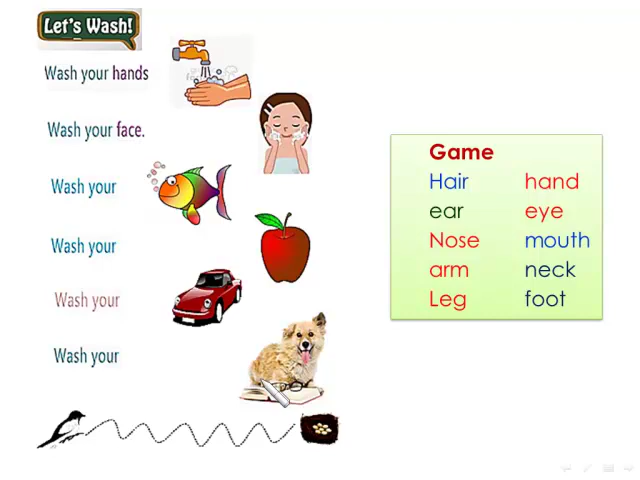 Let's Wash!
Wash your hands
Wash your face.
Wash your
Wash your
Wash your
Wash your
Game
Hair hand
ear eye
Nose mouth
arm neck
Leg foot